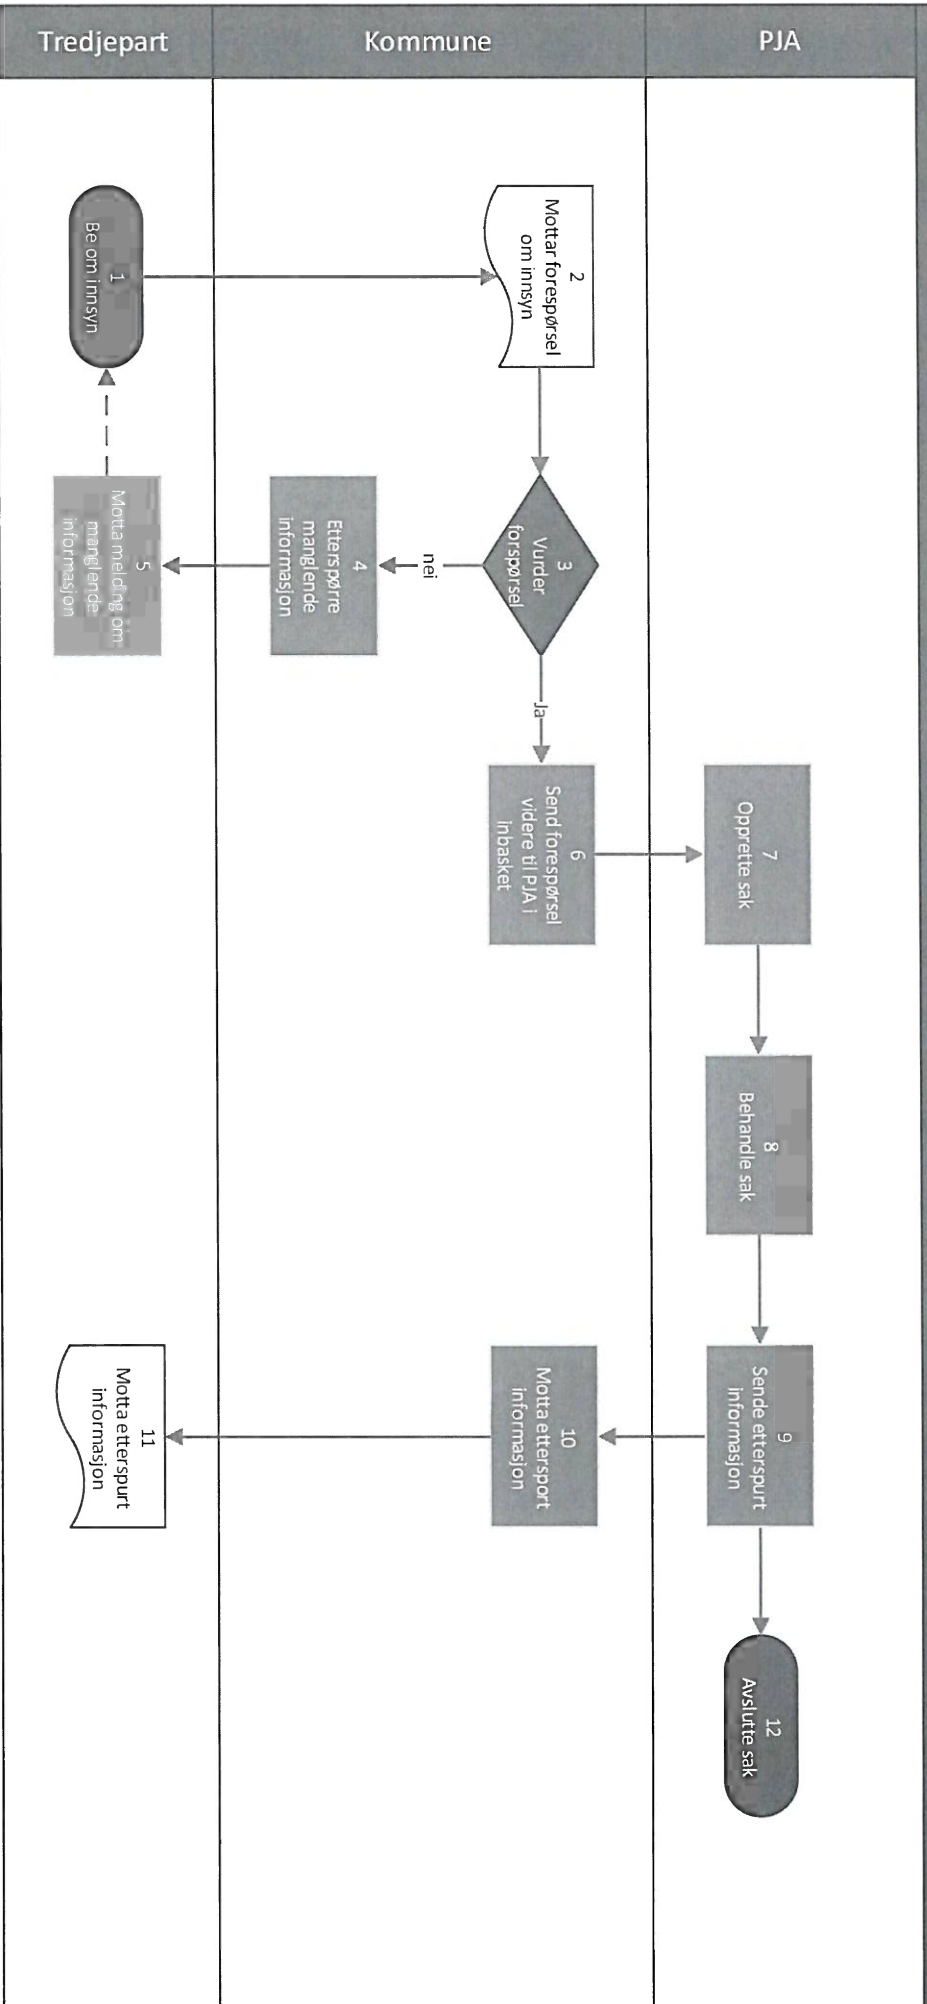 Tredjepart
Kommune
PJA
1
Be om innsyn
2
Mottar forespørsel
om innsyn
3
Vurder
forspørsel
nei
Ja
4
Etterspørre
manglende
informasjon
5
Motta melding om
manglende
informasjon
6
Send forespørsel
videre til PJA i
inbasket
7
Opprette sak
8
Behandle sak
9
Sende etterspurt
informasjon
10
Motta ettersport
informasjon
11
Motta etterspurt
informasjon
12
Avslutte sak